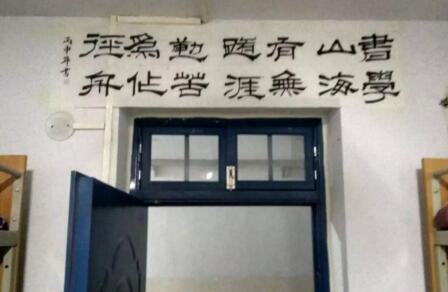 書山有路勤爲徑
學海無涯苦作舟
丙申年書